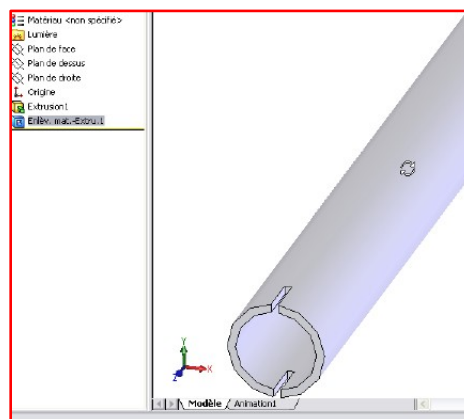 Matériau <non spécifié>
Lumière
Plan de face
Plan de dessus
Plan de droite
Origine
Extrusion1
Enlèv. mat.-Extru.1
Y
X
Z
Modèle
Animation1